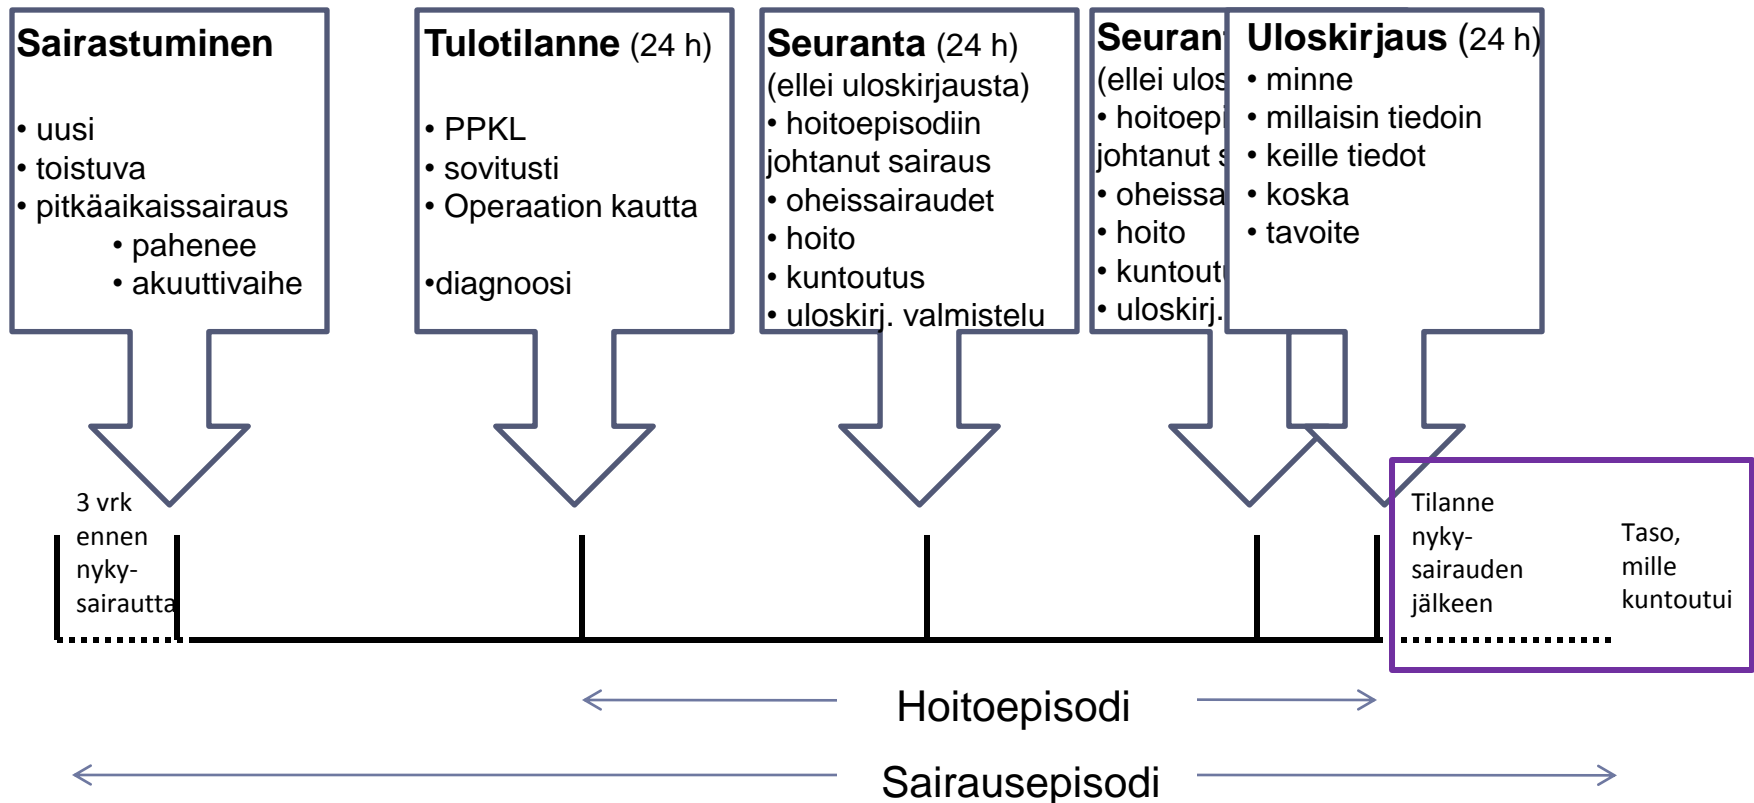 Sairastuminen
• uusi
• toistuva
• pitkäaikaissairaus
• pahenee
• akuuttivaihe
Tulotilanne (24 h)
• PPKL
• sovitusti
• Operaation kautta
•diagnoosi
Seuranta (24 h)
(ellei uloskirjausta)
• hoitoepisodiin
johtanut sairaus
• oheissairaudet
• hoito
• kuntoutus
• uloskirj. valmistelu
Seuran
(ellei ulos
• hoitoepi
johtanut s
• oheissa
• hoito
• kuntoutu
• uloskirj.
Uloskirjaus (24 h)
• minne
• millaisin tiedoin
• keille tiedot
• koska
• tavoite
3 vrk
ennen
nyky-
sairautta
Tilanne
nyky-
sairauden
jälkeen
Taso,
mille
kuntoutui
Hoitoepisodi
Sairausepisodi